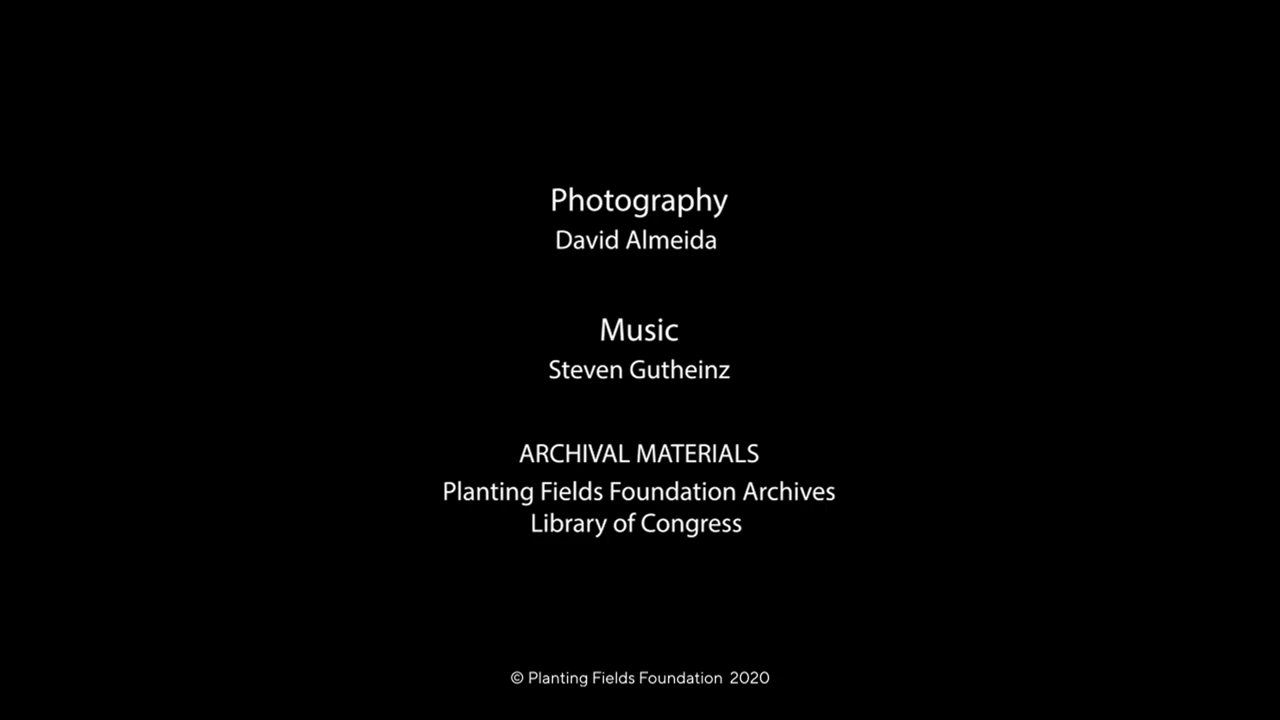 Photography
David Almeida
Music
Steven Gutheinz
ARCHIVAL MATERIALS
Planting Fields Foundation Archives
Library of Congress
© Planting Fields Foundation 2020